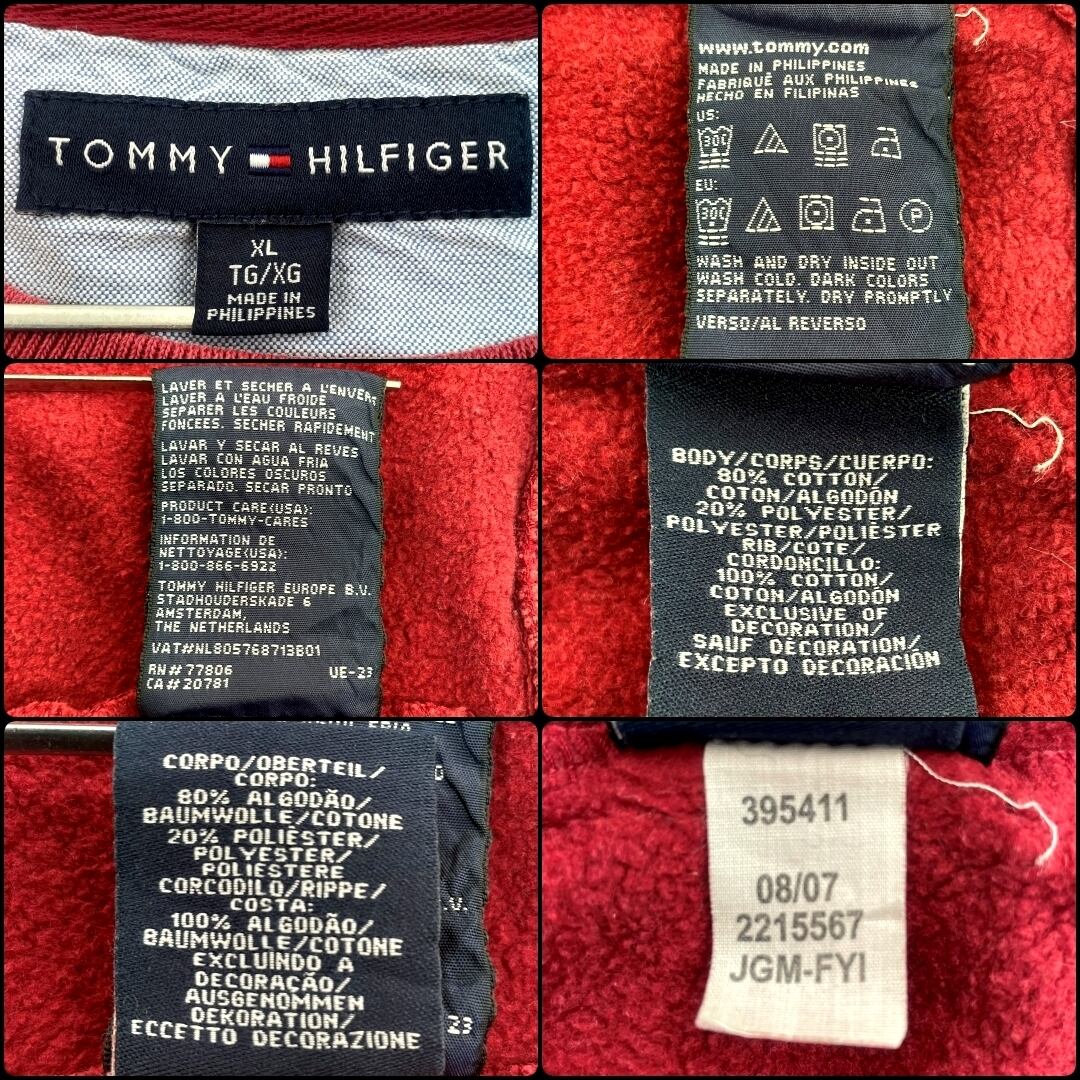 TOMMY HILFIGER
XL
TG/XG
MADE IN
PHILIPPINES
www.tommy.com
MADE IN PHILIPPINES
FABRIQUÉ AUX PHILIPPINES
HECHO EN FILIPINAS
US:
30C
EU:
30C
P
WASH AND DRY INSIDE OUT
WASH COLD. DARK COLORS
SEPARATELY. DRY PROMPTLY
VERSO/AL REVERSO
LAVER ET SECHER A L'ENVERS
LAVER A L'EAU FROIDE
SEPARER LES COULEURS
FONCEES. SECHER RAPIDEMENT
LAVAR Y SECAR AL REVES
LAVAR CON AGUA FRIA
LOS COLORES OSCUROS
SEPARADO. SECAR PRONTO
PRODUCT CARE(USA):
1-800-TOMMY-CARES
INFORMATION DE
NETTOYAGE(USA):
1-800-866-6922
TOMMY HILFIGER EUROPE B.V.
STADHOUDERSKADE 6
AMSTERDAM,
THE NETHERLANDS
VAT#NL805768713B01
RN# 77806 UE-23
CA# 20781
BODY/CORPS/CUERPO:
80% COTTON/
COTON/ALGODÓN
20% POLYESTER/
POLYESTER/POLIÉSTER
RIB/COTE/
CORDONCILLO:
100% COTTON/
COTON/ALGODÓN
EXCLUSIVE OF
DECORATION/
SAUF DÉCORATION/
EXCEPTO DECORACIÓN
CORPO/OBERTEIL/
CORPO:
80% ALGODÃO/
BAUMWOLLE/COTONE
20% POLIÉSTER/
POLYESTER/
POLIESTERE
CORCODILO/RIPPE/
COSTA:
100% ALGODÃO/
BAUMWOLLE/COTONE
EXCLUINDO A
DECORAÇÃO/
AUSGENOMMEN
DEKORATION/
ECCETTO DECORAZIONE
.V.
23
395411
08/07
2215567
JGM-FYI